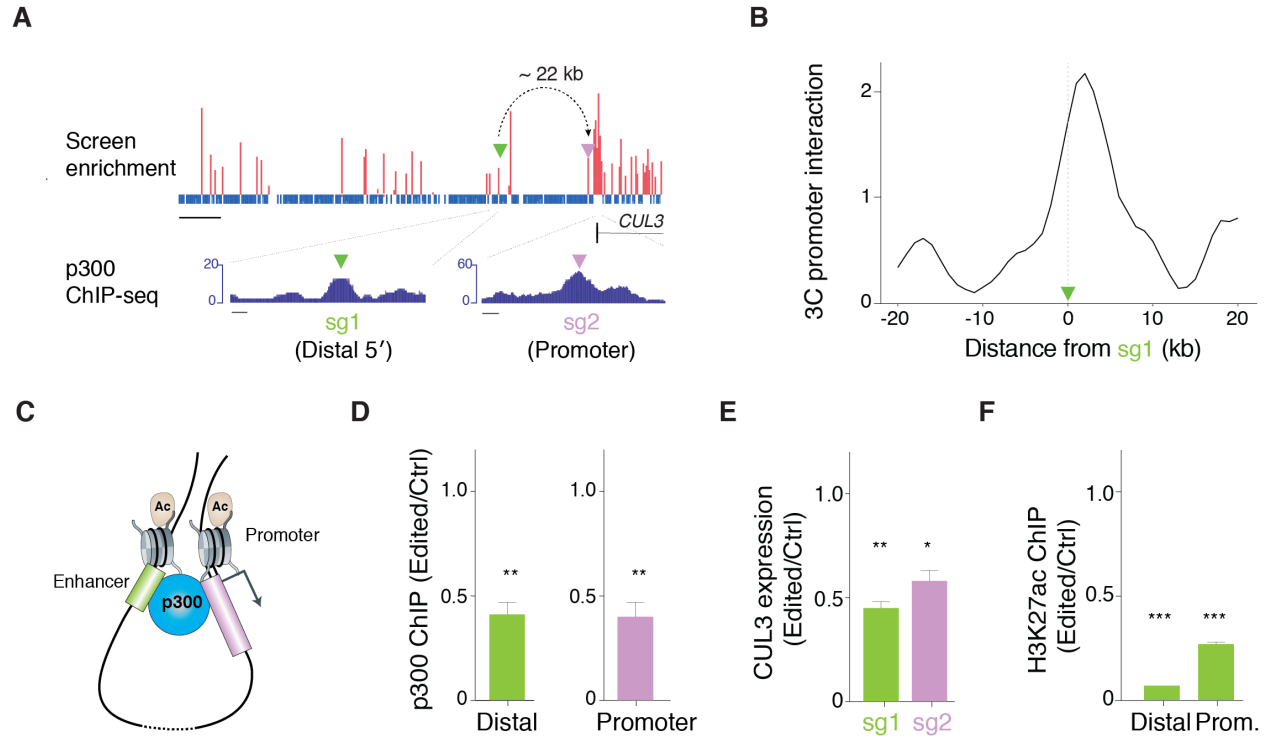 A
~ 22 kb
Screen
enrichment
CUL3
p300
ChIP-seq
20
0
60
0
sg1
(Distal 5′)
sg2
(Promoter)
B
3C promoter interaction
2
1
0
-20
-10
0
10
20
Distance from sg1 (kb)
C
Ac
Ac
Promoter
Enhancer
p300
D
p300 ChIP (Edited/Ctrl)
1.0
0.5
0
**
Distal
1.0
0.5
0
**
Promoter
E
CUL3 expression
(Edited/Ctrl)
1.0
0.5
0
**
*
sg1
sg2
F
H3K27ac ChIP
(Edited/Ctrl)
1.0
0.5
0
***
***
Distal
Prom.